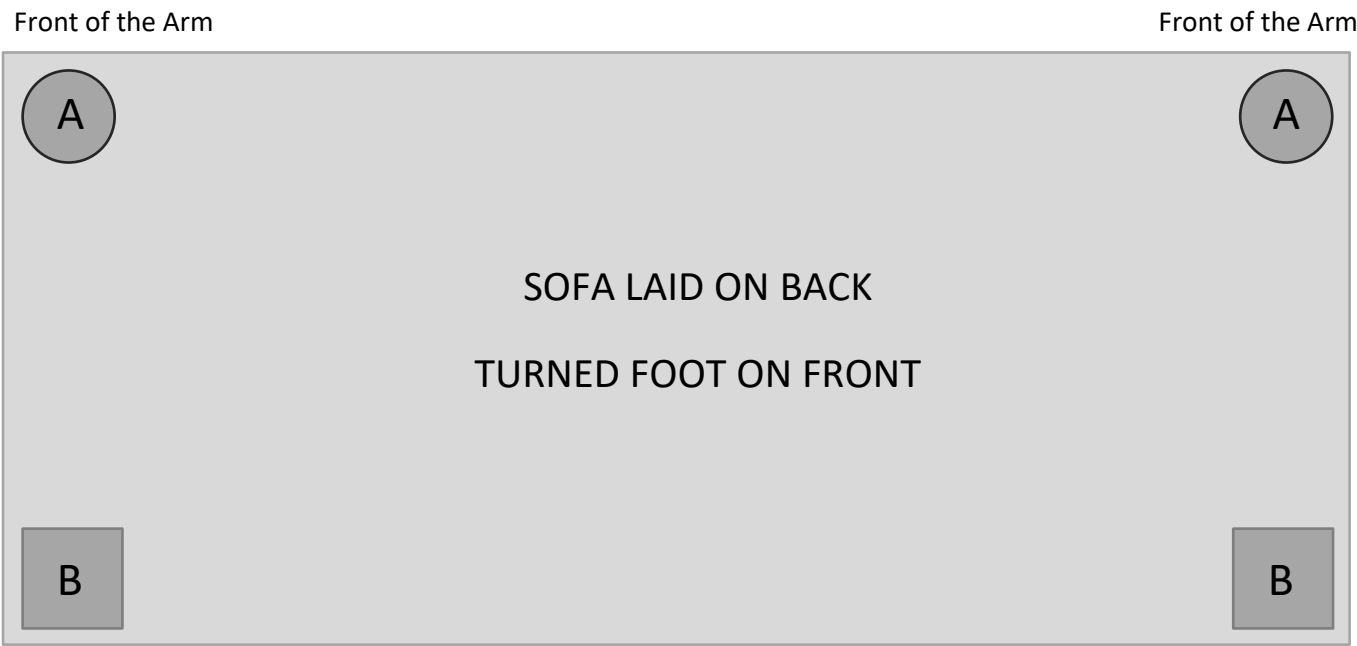 Front of the Arm Front of the Arm
A A
SOFA LAID ON BACK
TURNED FOOT ON FRONT
B B